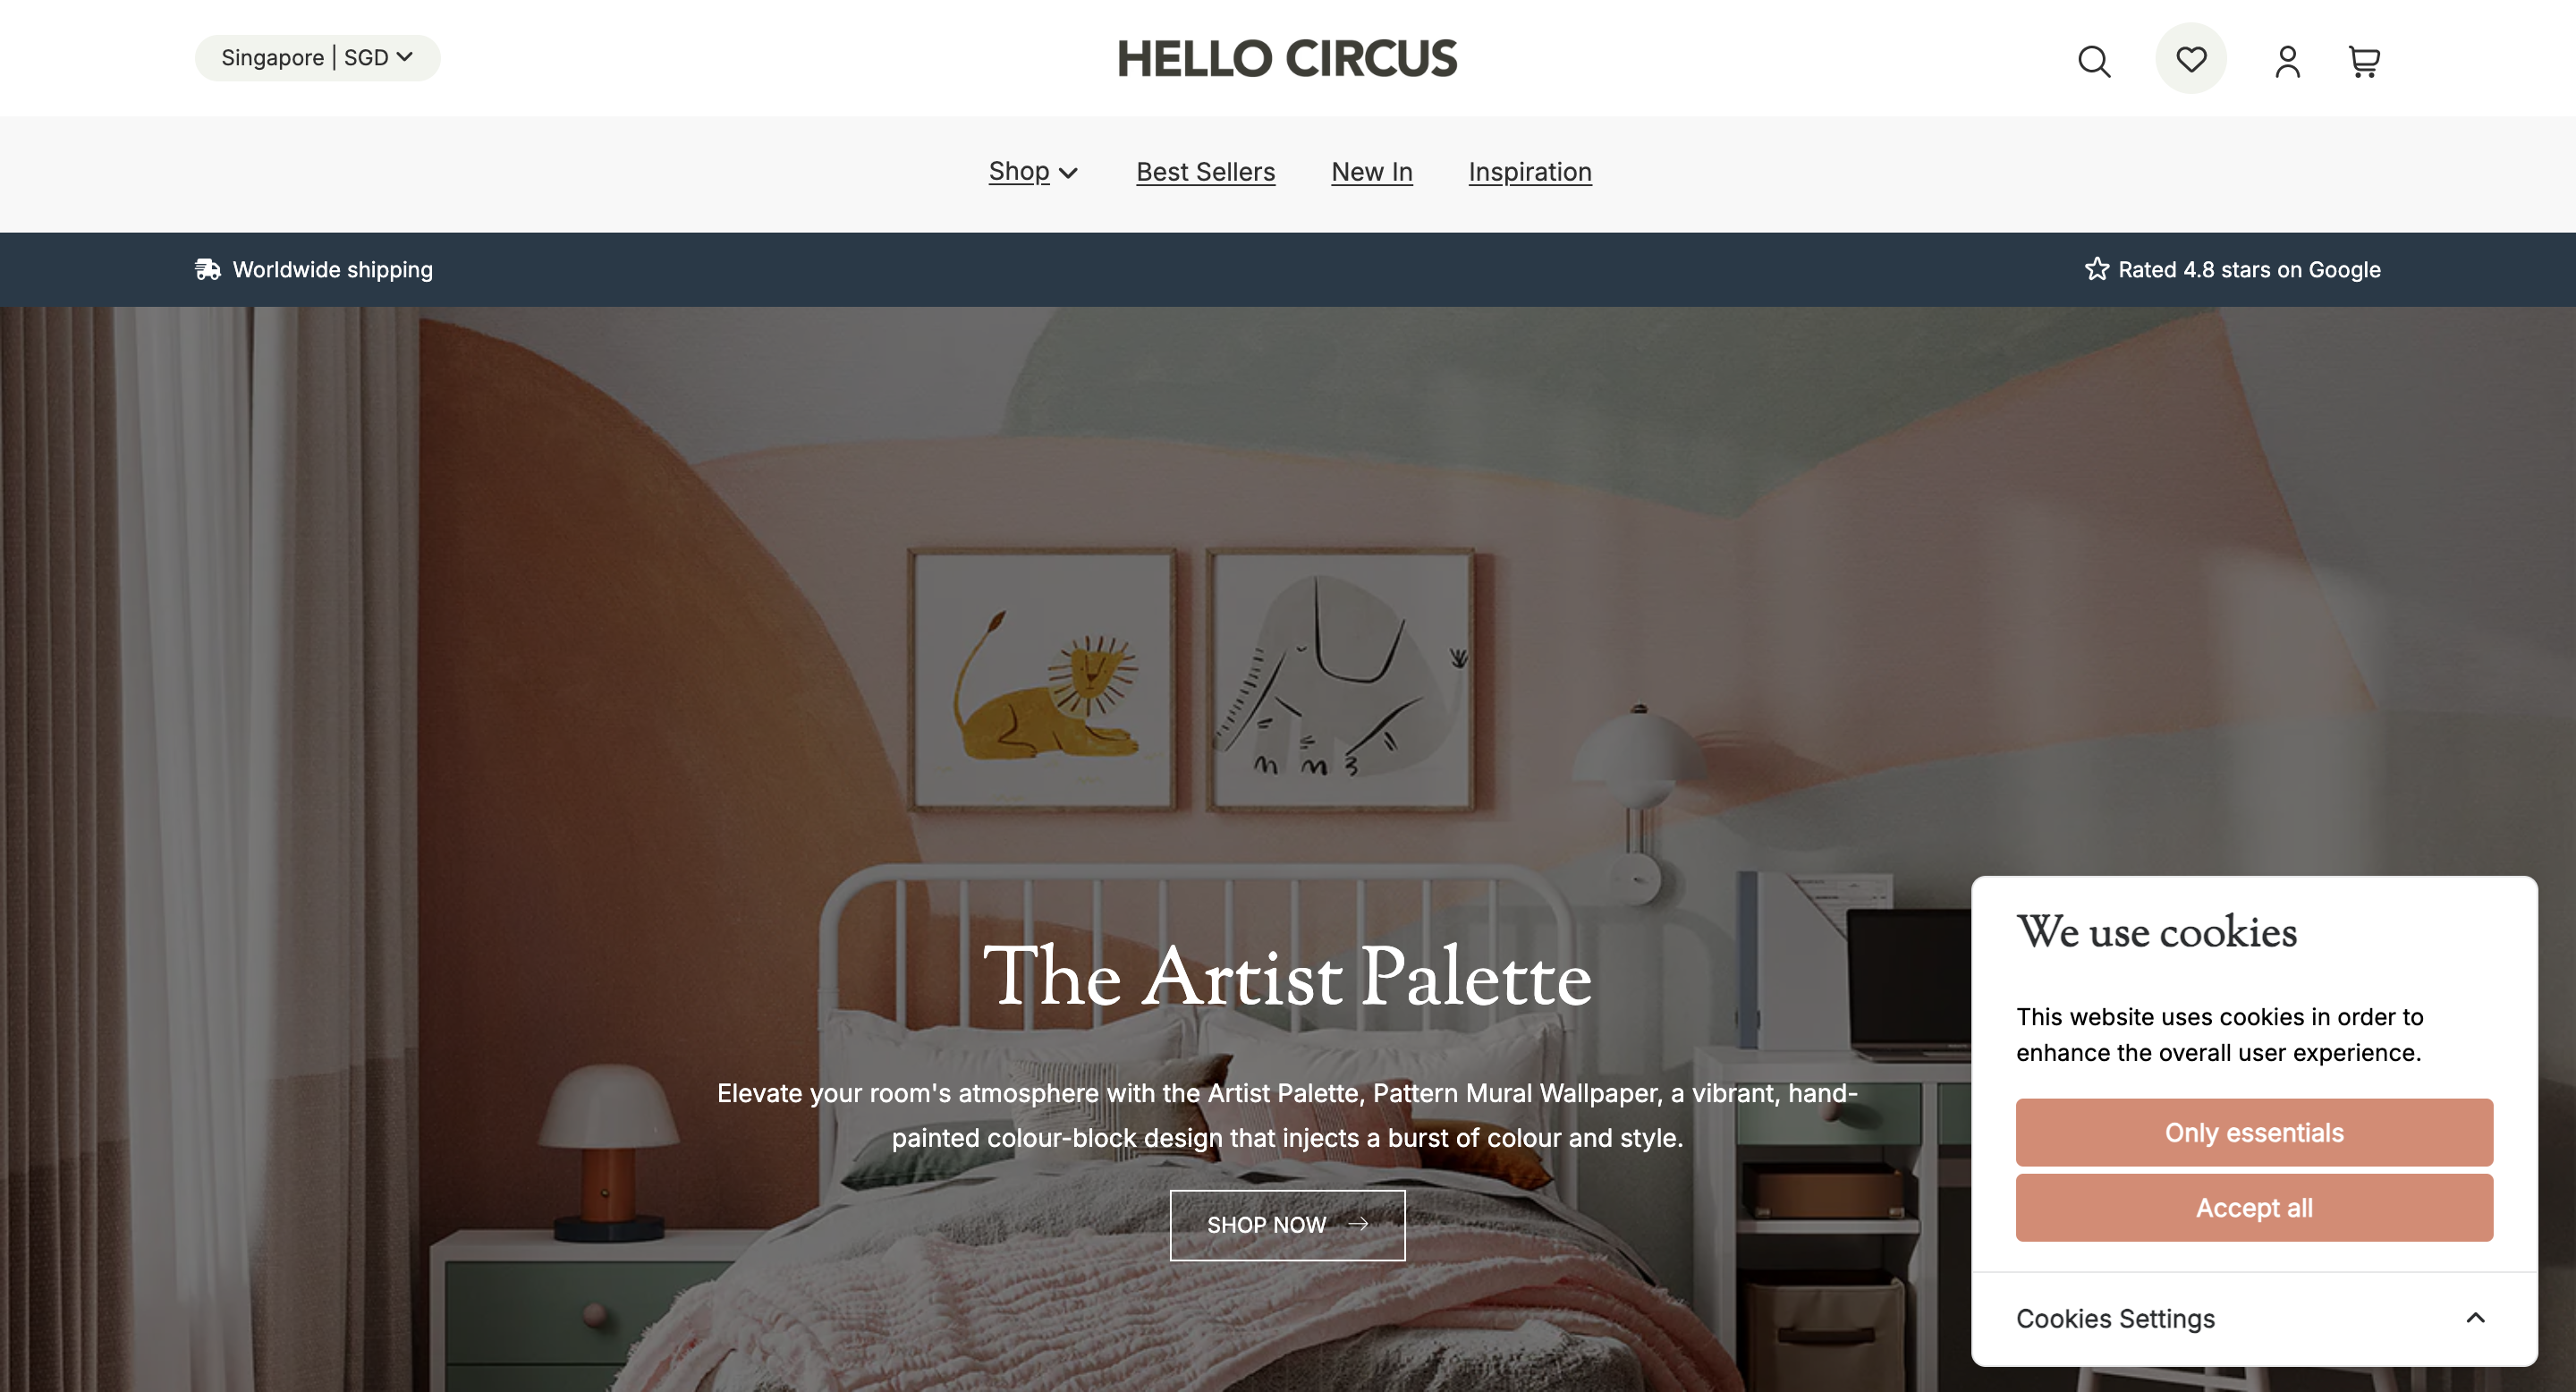 Singapore | SGD
HELLO CIRCUS
Shop
Best Sellers
New In
Inspiration
Worldwide shipping
Rated 4.8 stars on Google
The Artist Palette
Elevate your room's atmosphere with the Artist Palette, Pattern Mural Wallpaper, a vibrant, hand-
painted colour-block design that injects a burst of colour and style.
SHOP NOW
We use cookies
This website uses cookies in order to
enhance the overall user experience.
Only essentials
Accept all
Cookies Settings